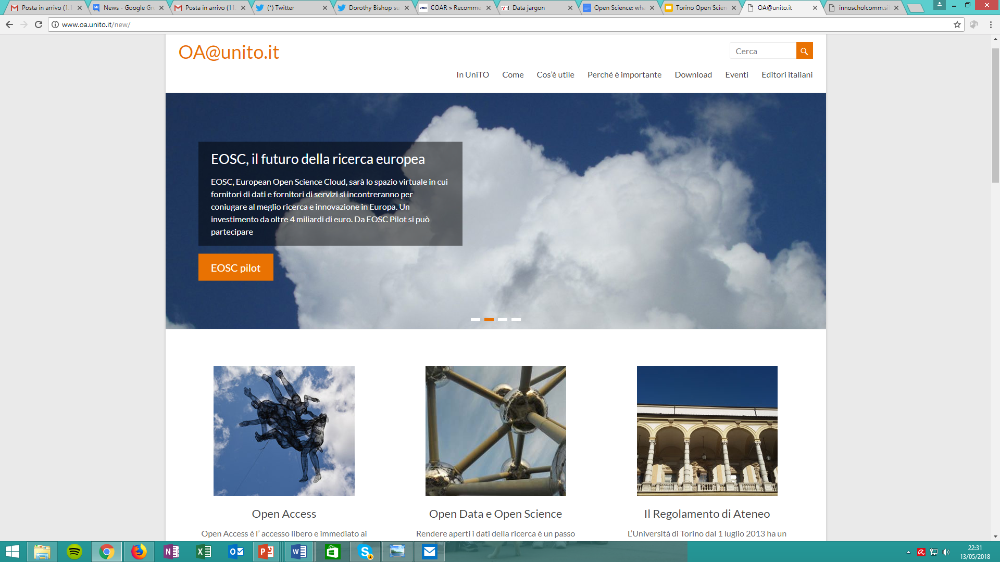 Posta in arrivo (1.1
News - Google Gru
Posta in arrivo (11.
(*) Twitter
Dorothy Bishop su
COAR » Recomme
Data jargon
Open Science: wha
Torino Open Scien
OA@unito.it
innoscholcomm.si
www.oa.unito.it/new/
OA@unito.it
Cerca
In UniTO Come Cos'è utile Perché è importante Download Eventi Editori italiani
EOSC, il futuro della ricerca europea
EOSC, European Open Science Cloud, sarà lo spazio virtuale in cui
fornitori di dati e fornitori di servizi si incontreranno per
coniugare al meglio ricerca e innovazione in Europa. Un
investimento da oltre 4 miliardi di euro. Da EOSC Pilot si può
partecipare
EOSC pilot
Open Access
Open Access è l' accesso libero e immediato ai
Open Data e Open Science
Rendere aperti i dati della ricerca è un passo
Il Regolamento di Ateneo
L'Università di Torino dal 1 luglio 2013 ha un
22:31
13/05/2018